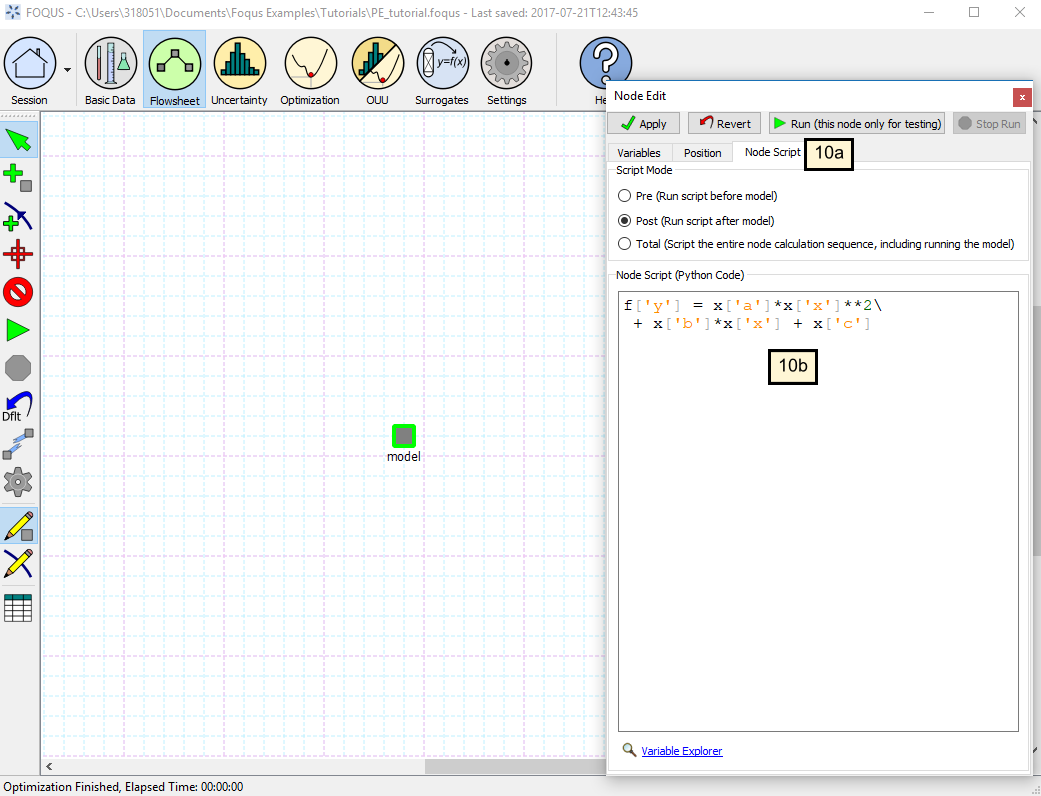 FOQUS - C:\Users\318051\Documents\Foqus Examples\Tutorials\PE_tutorial.foqus - Last saved: 2017-07-21T12:43:45
Session
Basic Data
Flowsheet
Uncertainty
Optimization
OUU
y=f(x)
Surrogates
Settings
?
He
Node Edit
x
Apply
Revert
Run (this node only for testing)
Stop Run
Variables
Position
Node Script
10a
Script Mode
Pre (Run script before model)
Post (Run script after model)
Total (Script the entire node calculation sequence, including running the model)
Node Script (Python Code)
f['y'] = x['a']*x['x']**2\
+ x['b']*x['x'] + x['c']
10b
Dflt
model
Variable Explorer
Optimization Finished, Elapsed Time: 00:00:00